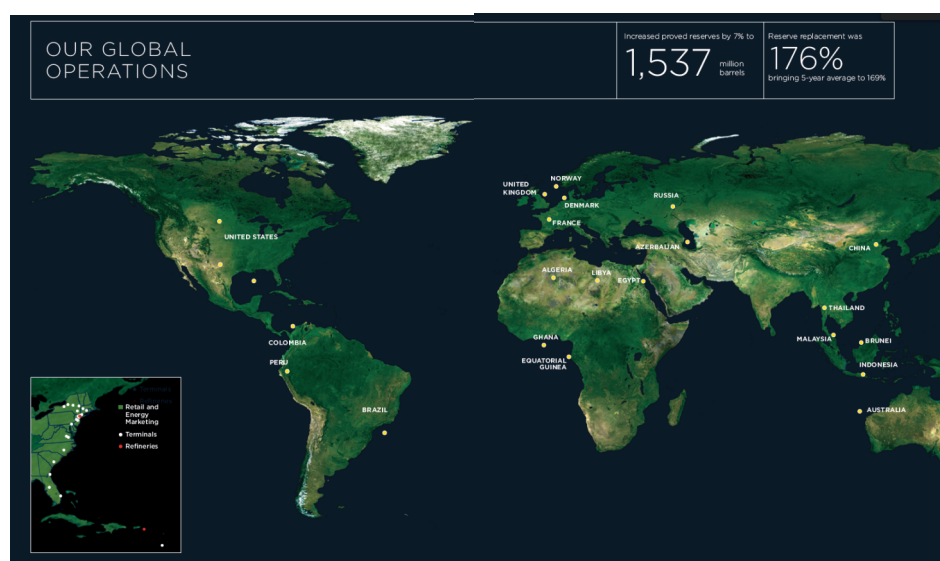 OUR GLOBAL
OPERATIONS
Increased proved reserves by 7% to
1,537
million
barrels
Reserve replacement was
176%
bringing 5-year average to 169%
NORWAY
UNITED
KINGDOM
DENMARK
RUSSIA
FRANCE
UNITED STATES
AZERBAIJAN
CHINA
ALGERIA
LIBYA
EGYPT
THAILAND
GHANA
MALAYSIA
BRUNEI
COLOMBIA
PERU
EQUATORIAL
GUINEA
INDONESIA
BRAZIL
AUSTRALIA
Retail and
Energy
Marketing
Terminals
Refineries